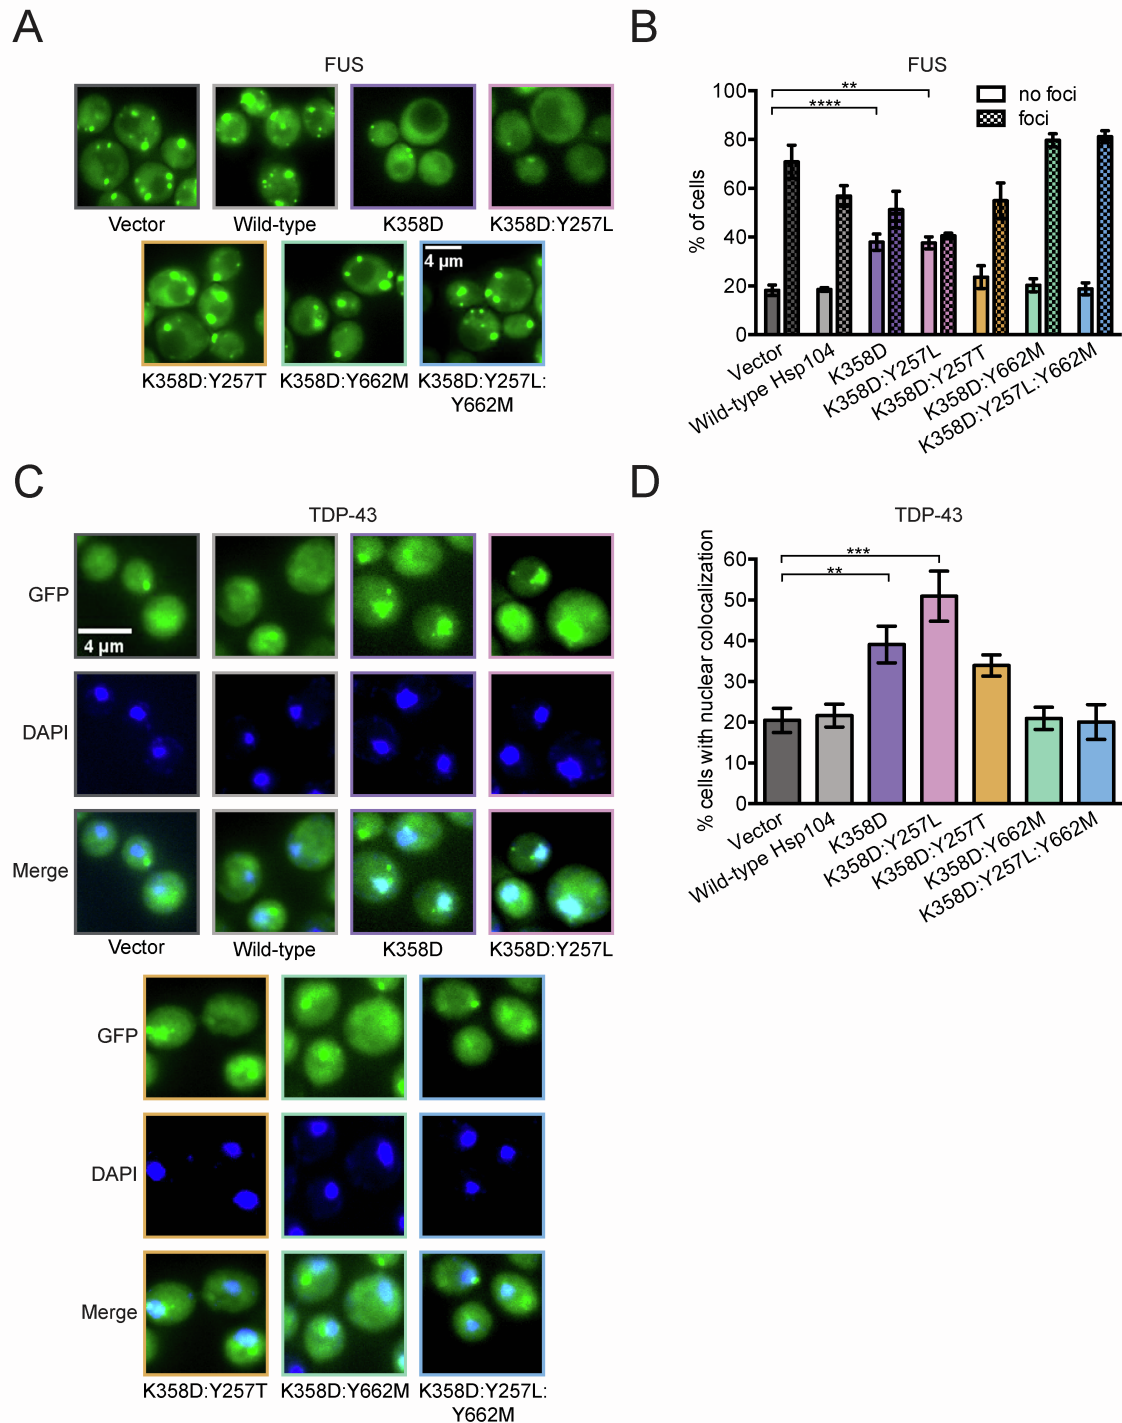 A
FUS
Vector
Wild-type
K358D
K358D:Y257L
4 μm
K358D:Y257T
K358D:Y662M
K358D:Y257L:
Y662M
B
FUS
**
****
no foci
foci
% of cells
100
80
60
40
20
0
Vector
Wild-type Hsp104
K358D
K358D:Y257L
K358D:Y257T
K358D:Y662M
K358D:Y257L:Y662M
C
TDP-43
GFP
4 μm
DAPI
Merge
Vector
Wild-type
K358D
K358D:Y257L
GFP
DAPI
Merge
K358D:Y257T
K358D:Y662M
K358D:Y257L:
Y662M
D
TDP-43
***
**
% cells with nuclear colocalization
60
50
40
30
20
10
0
Vector
Wild-type Hsp104
K358D
K358D:Y257L
K358D:Y257T
K358D:Y662M
K358D:Y257L:Y662M